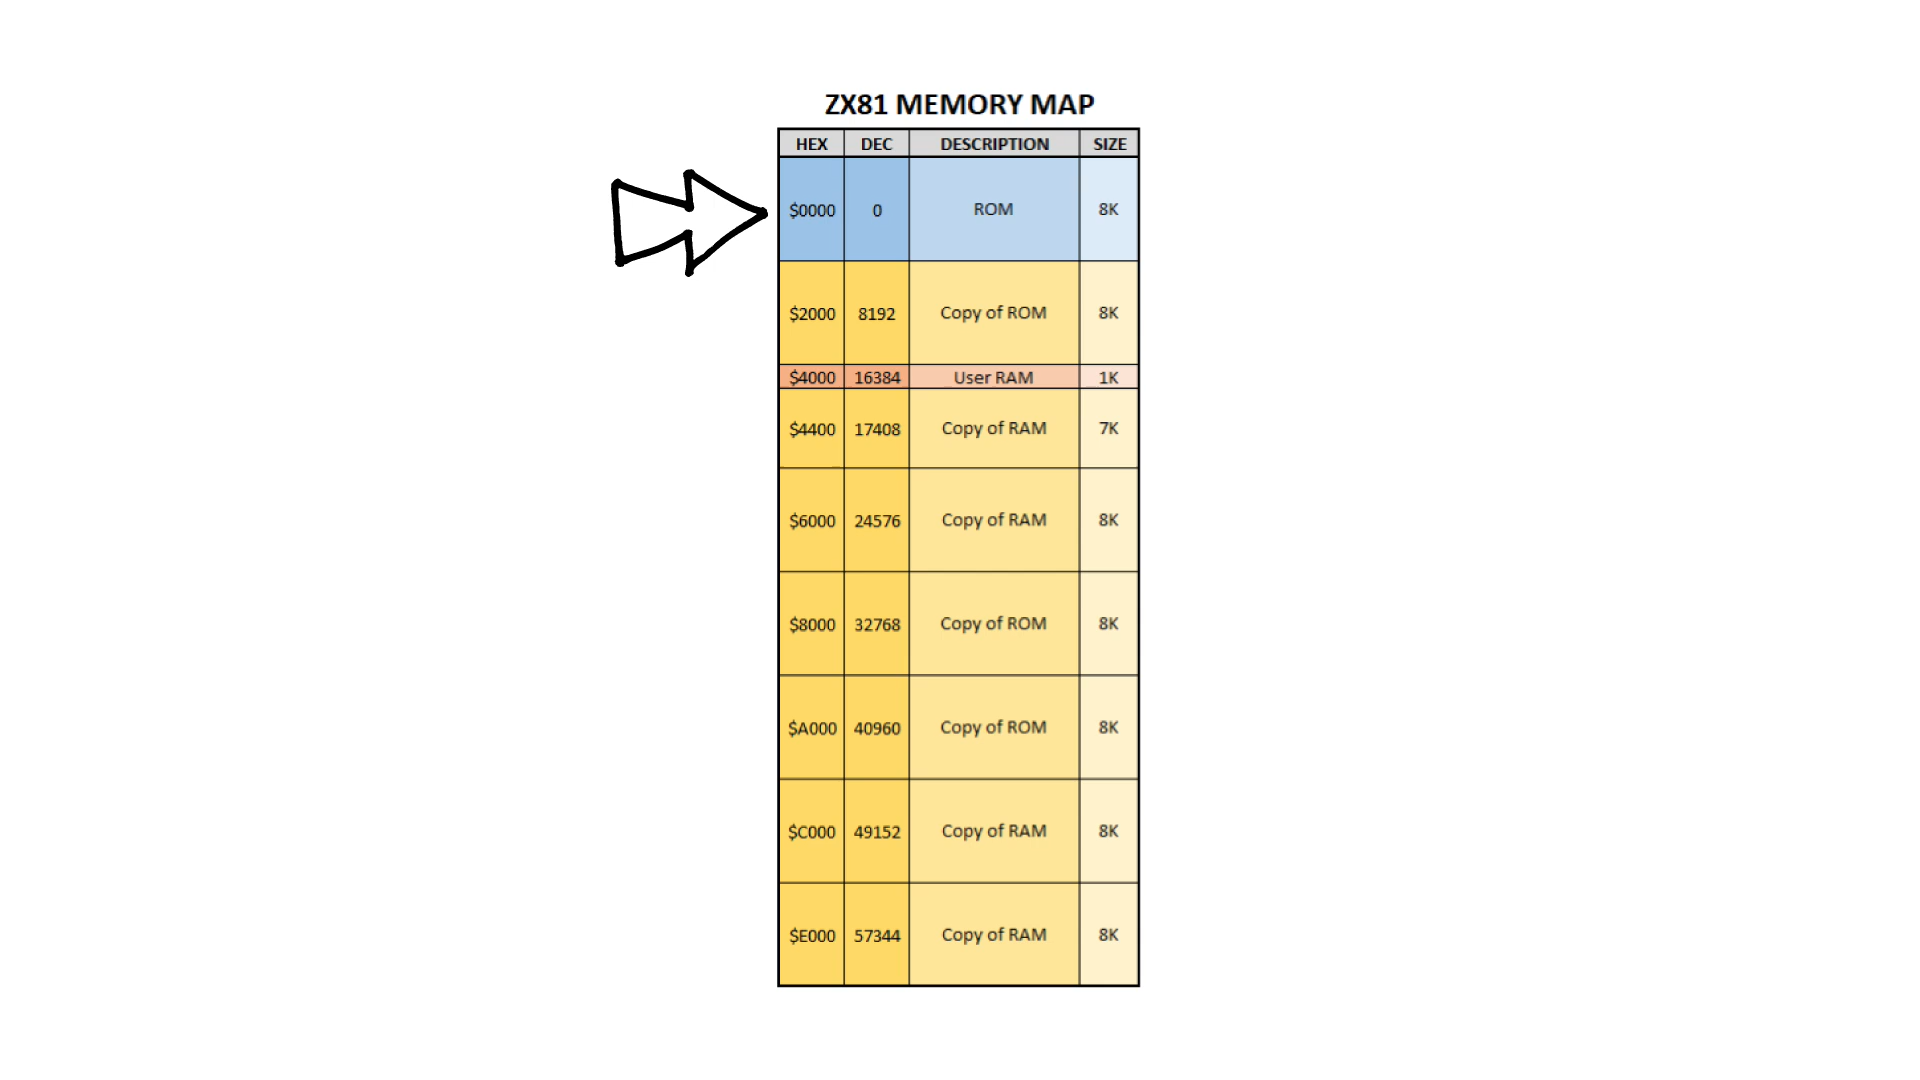 ZX81 MEMORY MAP
HEX DEC DESCRIPTION SIZE
$0000 0 ROM 8K
$2000 8192 Copy of ROM 8K
$4000 16384 User RAM 1K
$4400 17408 Copy of RAM 7K
$6000 24576 Copy of RAM 8K
$8000 32768 Copy of ROM 8K
$A000 40960 Copy of ROM 8K
$C000 49152 Copy of RAM 8K
$E000 57344 Copy of RAM 8K